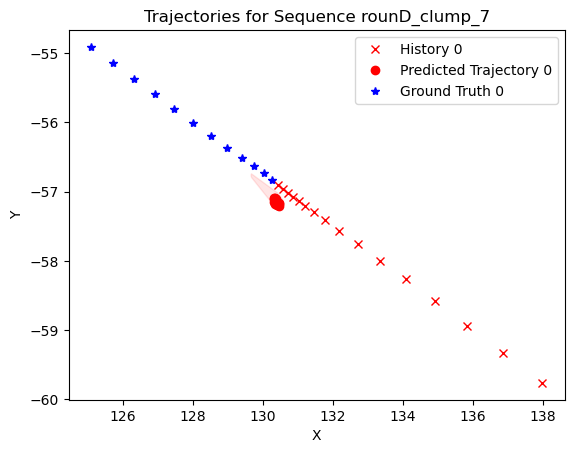 Trajectories for Sequence rounD_clump_7
History 0
Predicted Trajectory 0
Ground Truth 0
Y
−55
−56
−57
−58
−59
−60
126 128 130 132 134 136 138
X